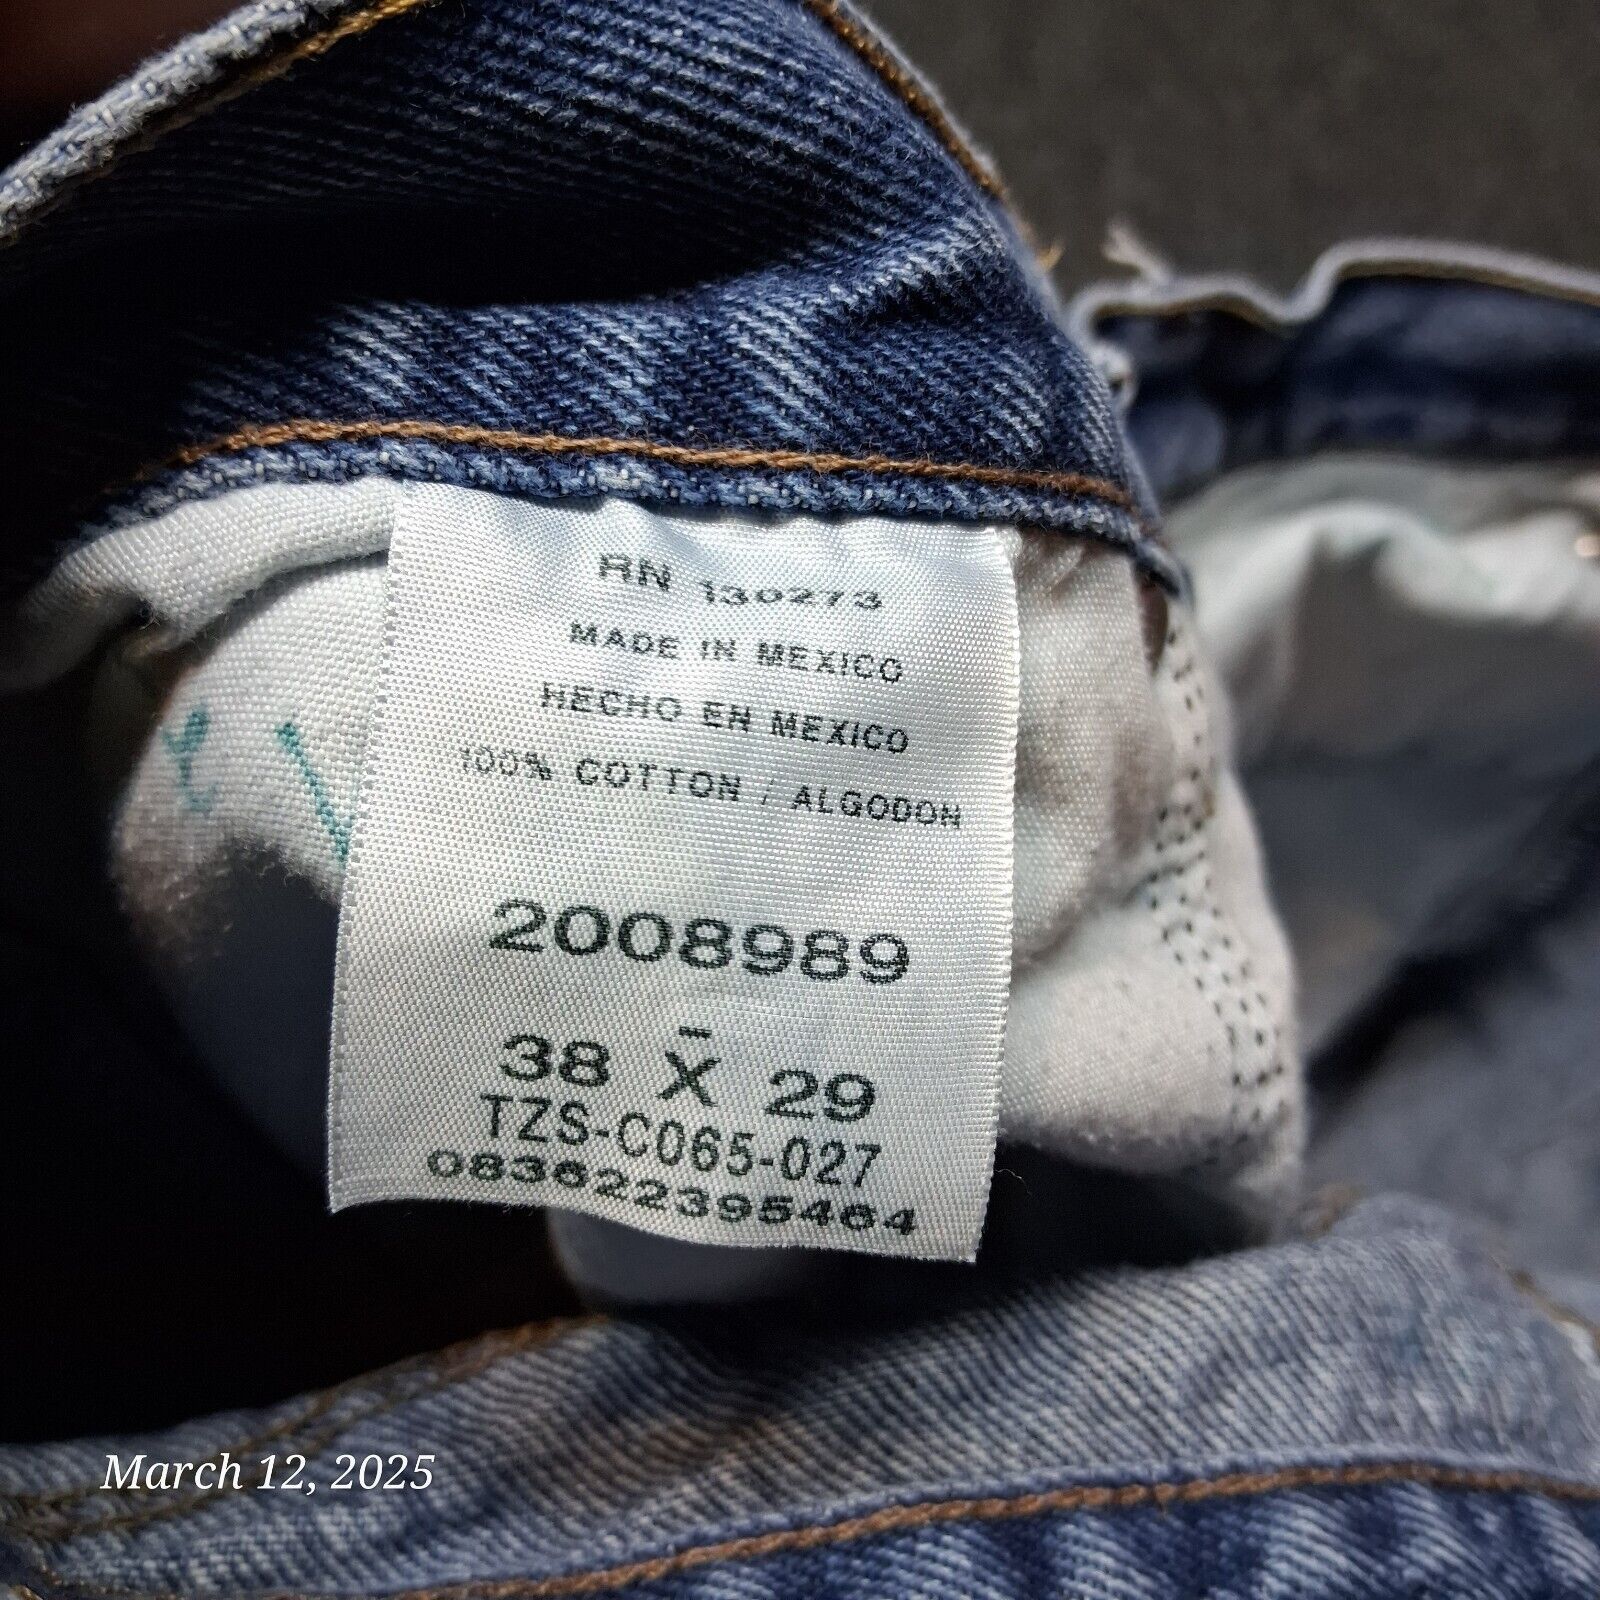 RN 130273
MADE IN MEXICO
HECHO EN MEXICO
100% COTTON / ALGODON
2008989
38 X 29
TZS-C065-027
083622395464
March 12, 2025